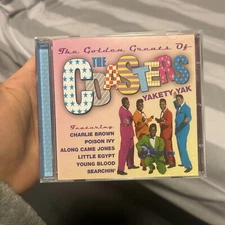 The Golden Greats Of
THE
COASTERS
YAKETY YAK
Featuring
CHARLIE BROWN
POISON IVY
ALONG CAME JONES
LITTLE EGYPT
YOUNG BLOOD
SEARCHIN'